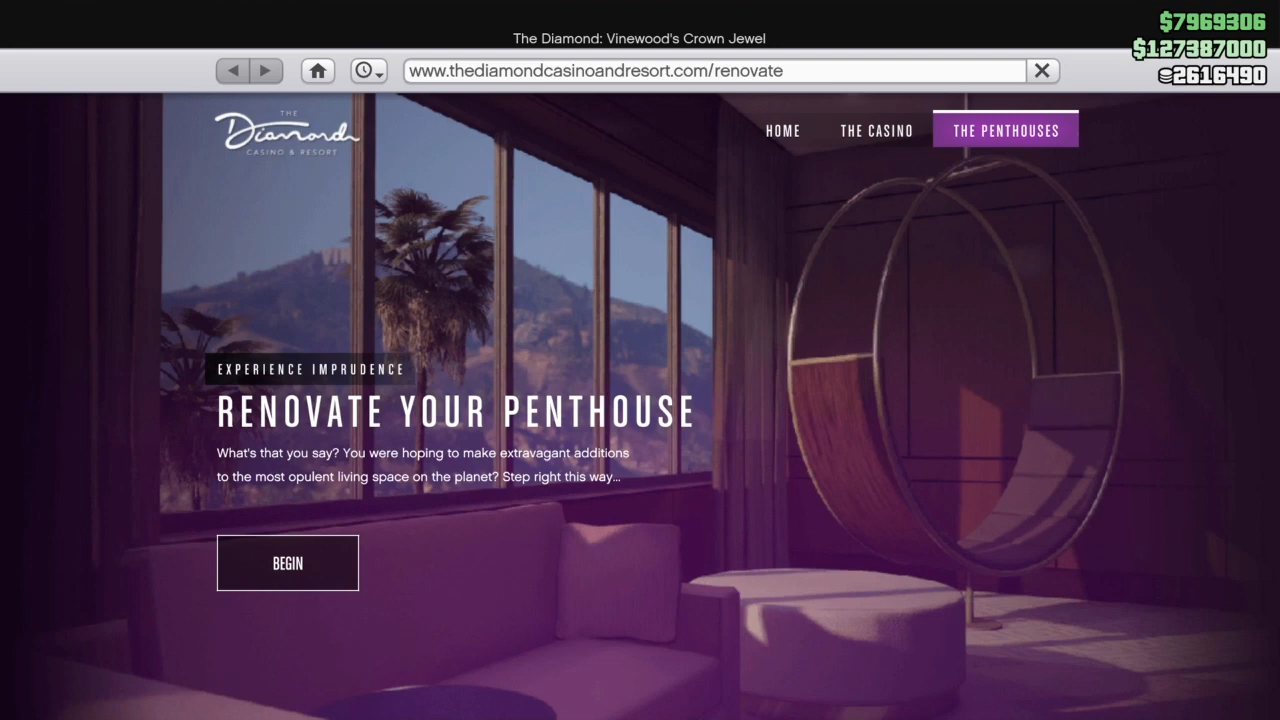 $7969306
The Diamond: Vinewood's Crown Jewel
$127387000
www.thediamondcasinoandresort.com/renovate
2616490
THE
Diamond
CASINO & RESORT
HOME THE CASINO THE PENTHOUSES
EXPERIENCE IMPRUDENCE
RENOVATE YOUR PENTHOUSE
What's that you say? You were hoping to make extravagant additions
to the most opulent living space on the planet? Step right this way...
BEGIN